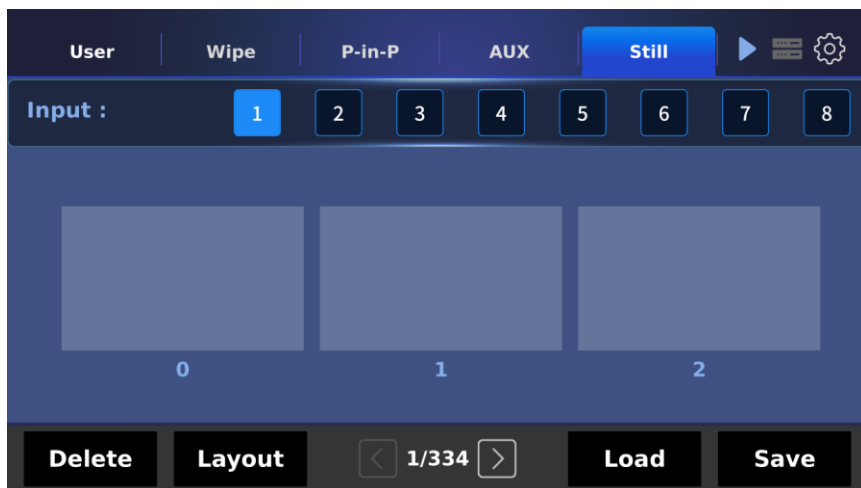 User Wipe P-in-P AUX Still
Input : 1 2 3 4 5 6 7 8
0 1 2
Delete Layout 1/334 Load Save